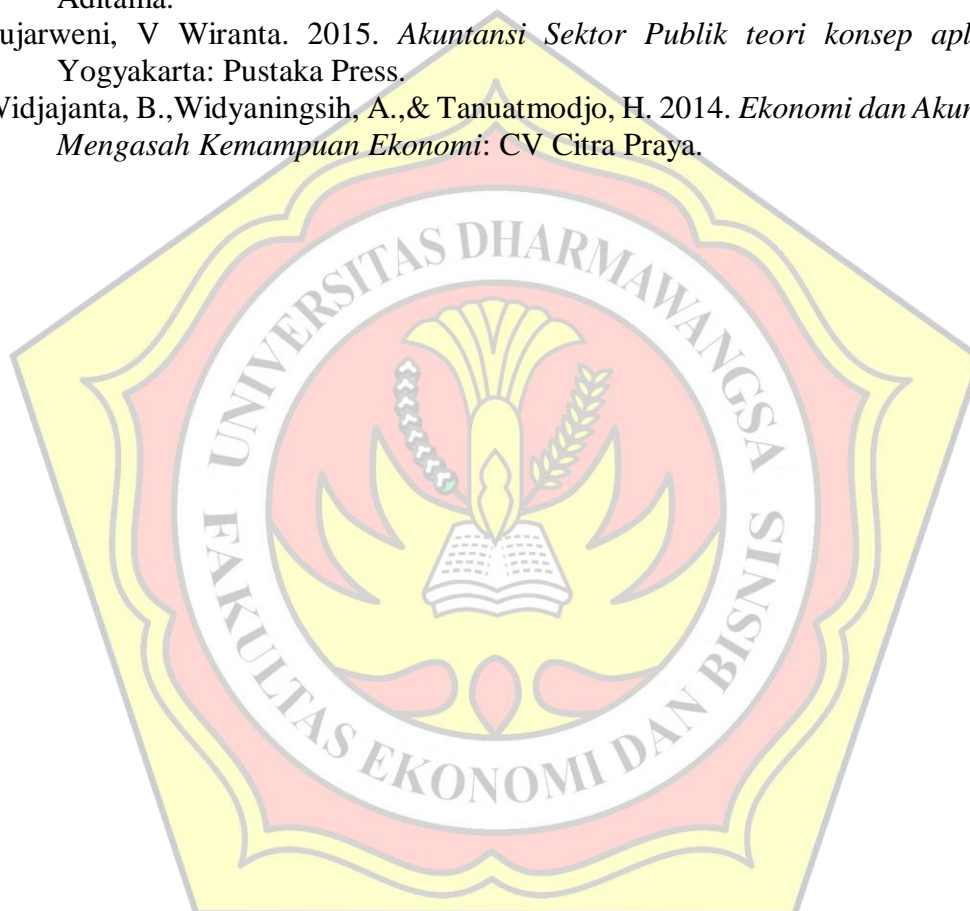 Aditama.
ujarweni, V Wiranta. 2015. Akuntansi Sektor Publik teori konsep apl
Yogyakarta: Pustaka Press.
Widjajanta, B.,Widyaningsih, A.,& Tanuatmodjo, H. 2014. Ekonomi dan Akun
Mengasah Kemampuan Ekonomi: CV Citra Praya.
UNIVERSITAS DHARMAWANGSA
FAKULTAS EKONOMI DAN BISNIS